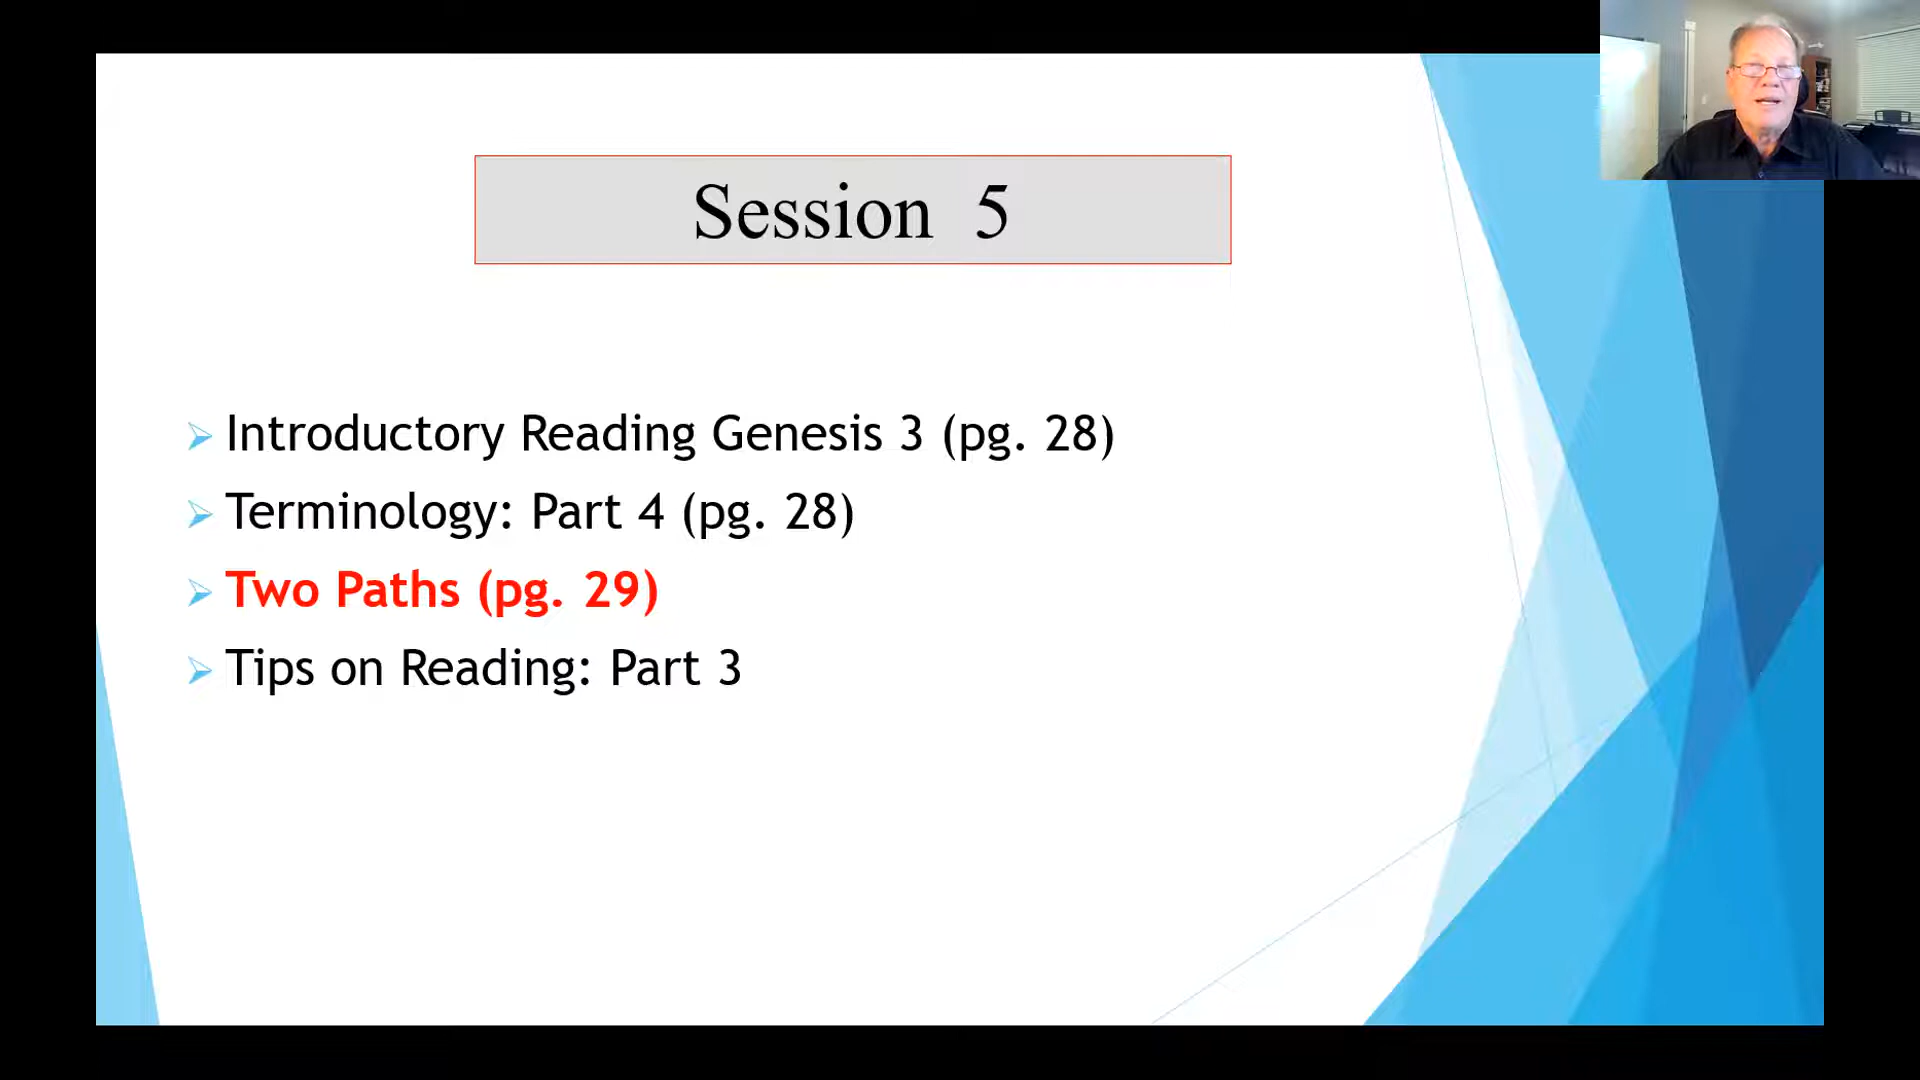 Session 5
Introductory Reading Genesis 3 (pg. 28)
Terminology: Part 4 (pg. 28)
Two Paths (pg. 29)
Tips on Reading: Part 3